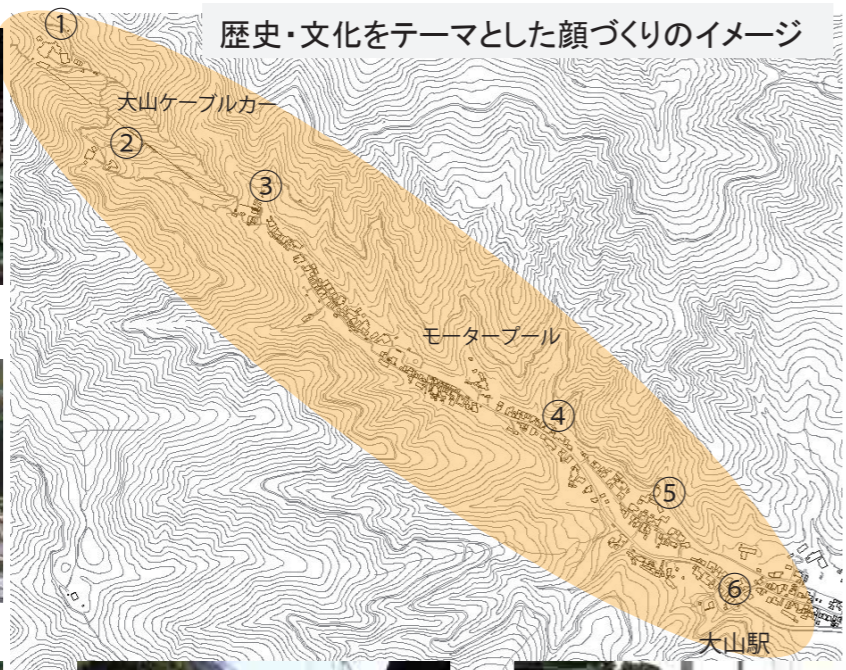 歴史・文化をテーマとした顔づくりのイメージ
①
大山ケーブルカー
②
③
モータープール
④
⑤
⑥
大山駅